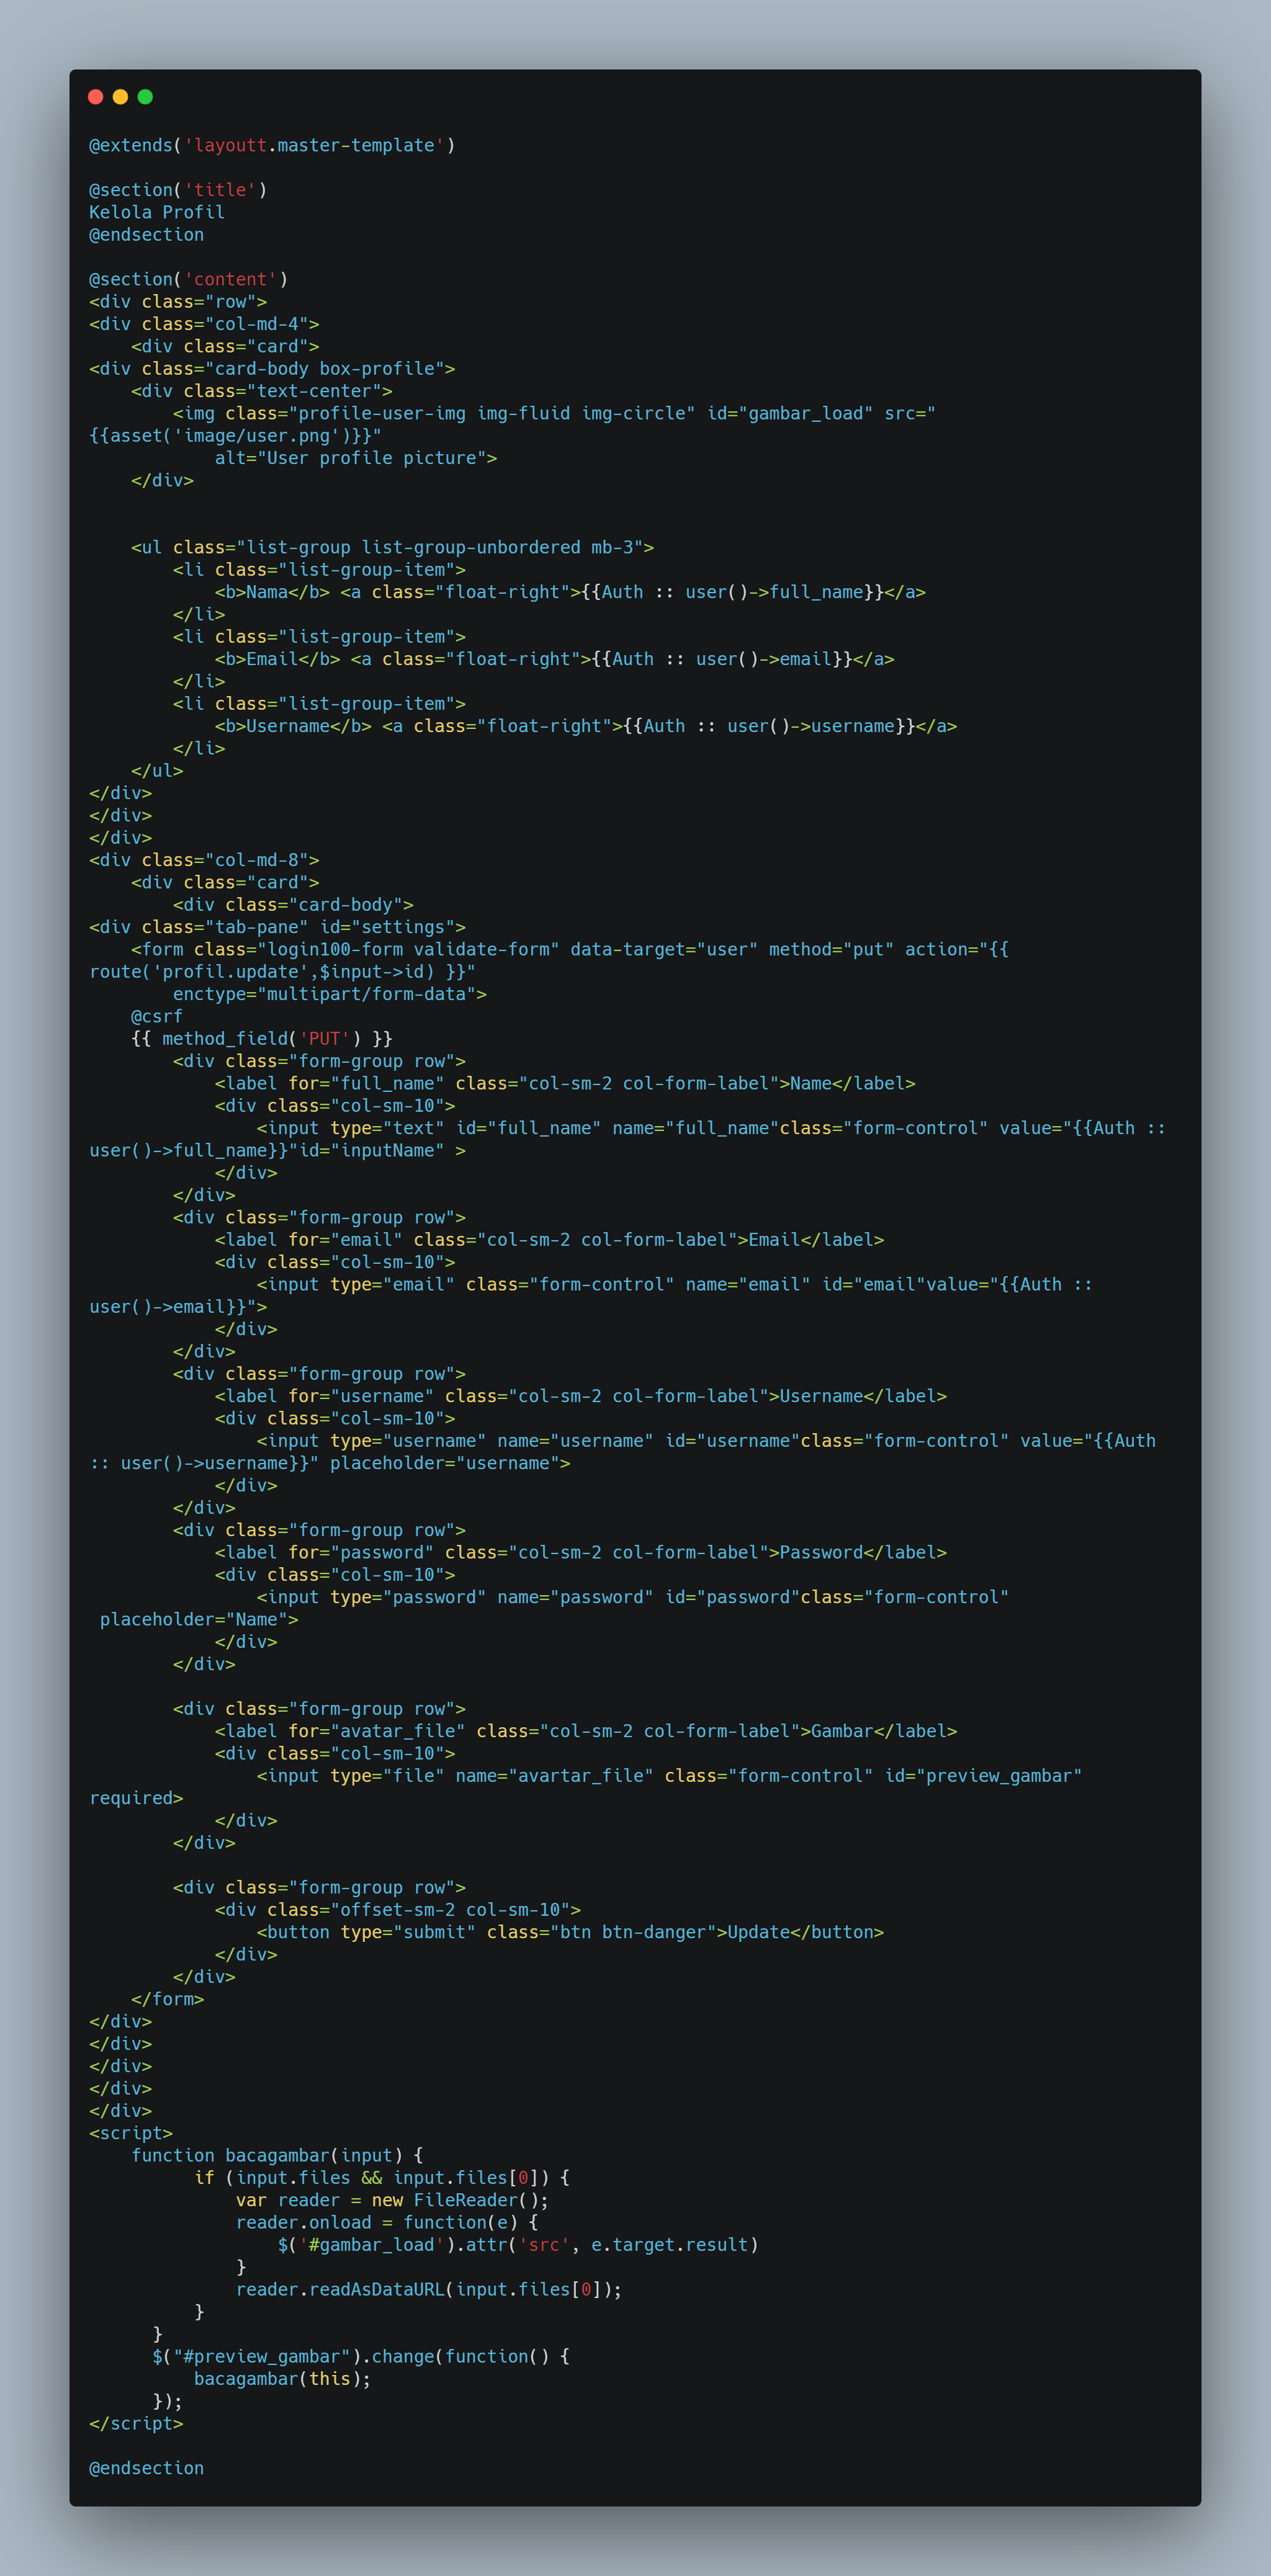 @extends('layoutt.master-template')

@section('title')
Kelola Profil
@endsection

@section('content')
<div class="row">
<div class="col-md-4">
    <div class="card">
<div class="card-body box-profile">
    <div class="text-center">
        <img class="profile-user-img img-fluid img-circle" id="gambar_load" src="
{{asset('image/user.png')}}"
            alt="User profile picture">
    </div>


    <ul class="list-group list-group-unbordered mb-3">
        <li class="list-group-item">
            <b>Nama</b> <a class="float-right">{{Auth :: user()->full_name}}</a>
        </li>
        <li class="list-group-item">
            <b>Email</b> <a class="float-right">{{Auth :: user()->email}}</a>
        </li>
        <li class="list-group-item">
            <b>Username</b> <a class="float-right">{{Auth :: user()->username}}</a>
        </li>
    </ul>
</div>
</div>
</div>
<div class="col-md-8">
    <div class="card">
        <div class="card-body">
<div class="tab-pane" id="settings">
    <form class="login100-form validate-form" data-target="user" method="put" action="{{
route('profil.update',$input->id) }}"
        enctype="multipart/form-data">
    @csrf
    {{ method_field('PUT') }}
        <div class="form-group row">
            <label for="full_name" class="col-sm-2 col-form-label">Name</label>
            <div class="col-sm-10">
                <input type="text" id="full_name" name="full_name"class="form-control" value="{{Auth ::
user()->full_name}}"id="inputName" >
            </div>
        </div>
        <div class="form-group row">
            <label for="email" class="col-sm-2 col-form-label">Email</label>
            <div class="col-sm-10">
                <input type="email" class="form-control" name="email" id="email"value="{{Auth ::
user()->email}}">
            </div>
        </div>
        <div class="form-group row">
            <label for="username" class="col-sm-2 col-form-label">Username</label>
            <div class="col-sm-10">
                <input type="username" name="username" id="username"class="form-control" value="{{Auth
:: user()->username}}" placeholder="username">
            </div>
        </div>
        <div class="form-group row">
            <label for="password" class="col-sm-2 col-form-label">Password</label>
            <div class="col-sm-10">
                <input type="password" name="password" id="password"class="form-control"
 placeholder="Name">
            </div>
        </div>

        <div class="form-group row">
            <label for="avatar_file" class="col-sm-2 col-form-label">Gambar</label>
            <div class="col-sm-10">
                <input type="file" name="avartar_file" class="form-control" id="preview_gambar"
required>
            </div>
        </div>

        <div class="form-group row">
            <div class="offset-sm-2 col-sm-10">
                <button type="submit" class="btn btn-danger">Update</button>
            </div>
        </div>
    </form>
</div>
</div>
</div>
</div>
</div>
<script>
    function bacagambar(input) {
          if (input.files && input.files[0]) {
              var reader = new FileReader();
              reader.onload = function(e) {
                  $('#gambar_load').attr('src', e.target.result)
              }
              reader.readAsDataURL(input.files[0]);
          }
      }
      $("#preview_gambar").change(function() {
          bacagambar(this);
      });
</script>

@endsection